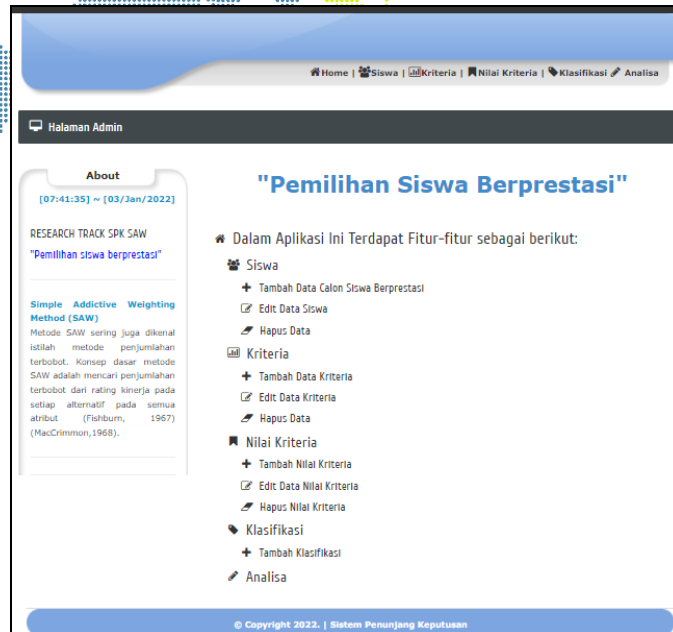 Home | Siswa | Kriteria | Nilai Kriteria | Klasifikasi Analisa
Halaman Admin
About
[07:41:35] ~ [03/Jan/2022]
RESEARCH TRACK SPK SAW
"Pemilihan siswa berprestasi"
Simple Addictive Weighting
Method (SAW)
Metode SAW sering juga dikenal
istilah metode penjumlahan
terbobot. Konsep dasar metode
SAW adalah mencari penjumlahan
terbobot dari rating kinerja pada
setiap alternatif pada semua
atribut (Fishburn, 1967)
(MacCrimmon,1968).
"Pemilihan Siswa Berprestasi"
Dalam Aplikasi Ini Terdapat Fitur-fitur sebagai berikut:
Siswa
Tambah Data Calon Siswa Berprestasi
Edit Data Siswa
Hapus Data
Kriteria
Tambah Data Kriteria
Edit Data Kriteria
Hapus Data
Nilai Kriteria
Tambah Nilai Kriteria
Edit Data Nilai Kriteria
Hapus Nilai Kriteria
Klasifikasi
Tambah Klasifikasi
Analisa
© Copyright 2022. | Sistem Penunjang Keputusan